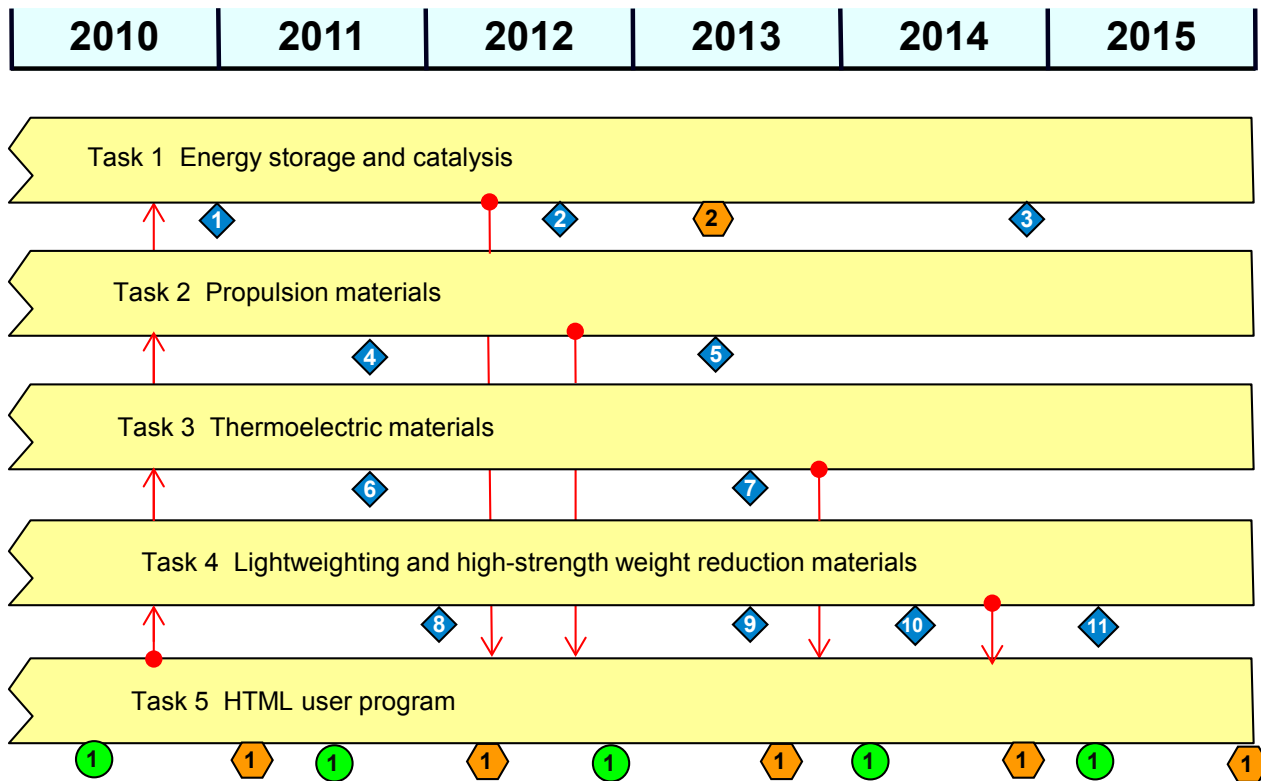 2010 2011 2012 2013 2014 2015
Task 1 Energy storage and catalysis
1 2 2 3
Task 2 Propulsion materials
4 5
Task 3 Thermoelectric materials
6 7
Task 4 Lightweighting and high-strength weight reduction materials
8 9 10 11
Task 5 HTML user program
1 1 1 1 1 1 1 1 1 1